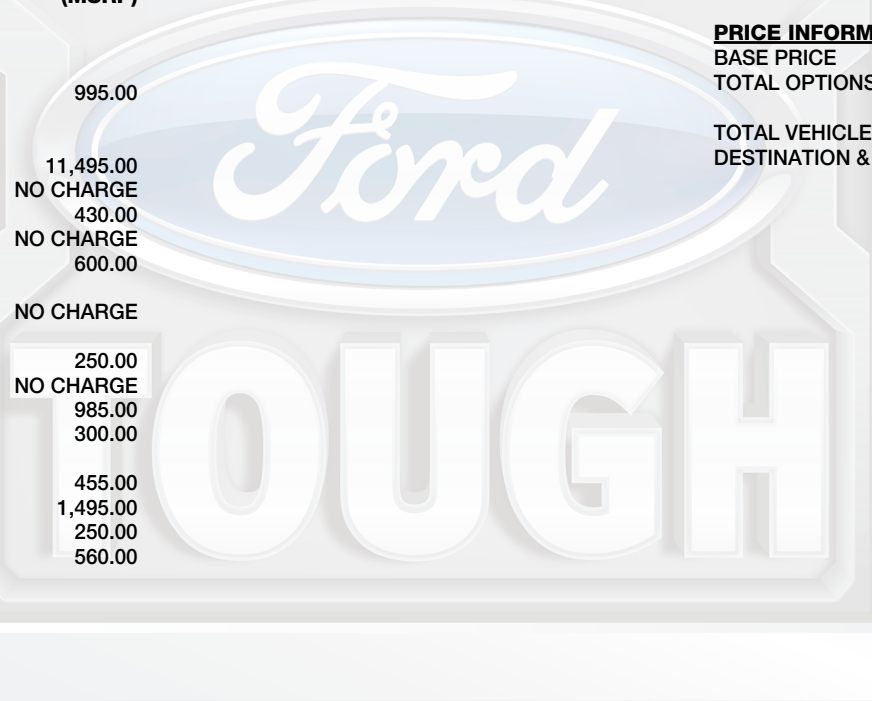 (MSRP)
995.00
11,495.00
NO CHARGE
430.00
NO CHARGE
600.00
NO CHARGE
250.00
NO CHARGE
985.00
300.00
455.00
1,495.00
250.00
560.00
PRICE INFORM
BASE PRICE
TOTAL OPTIONS
TOTAL VEHICLE
DESTINATION &
Ford
TOUGH